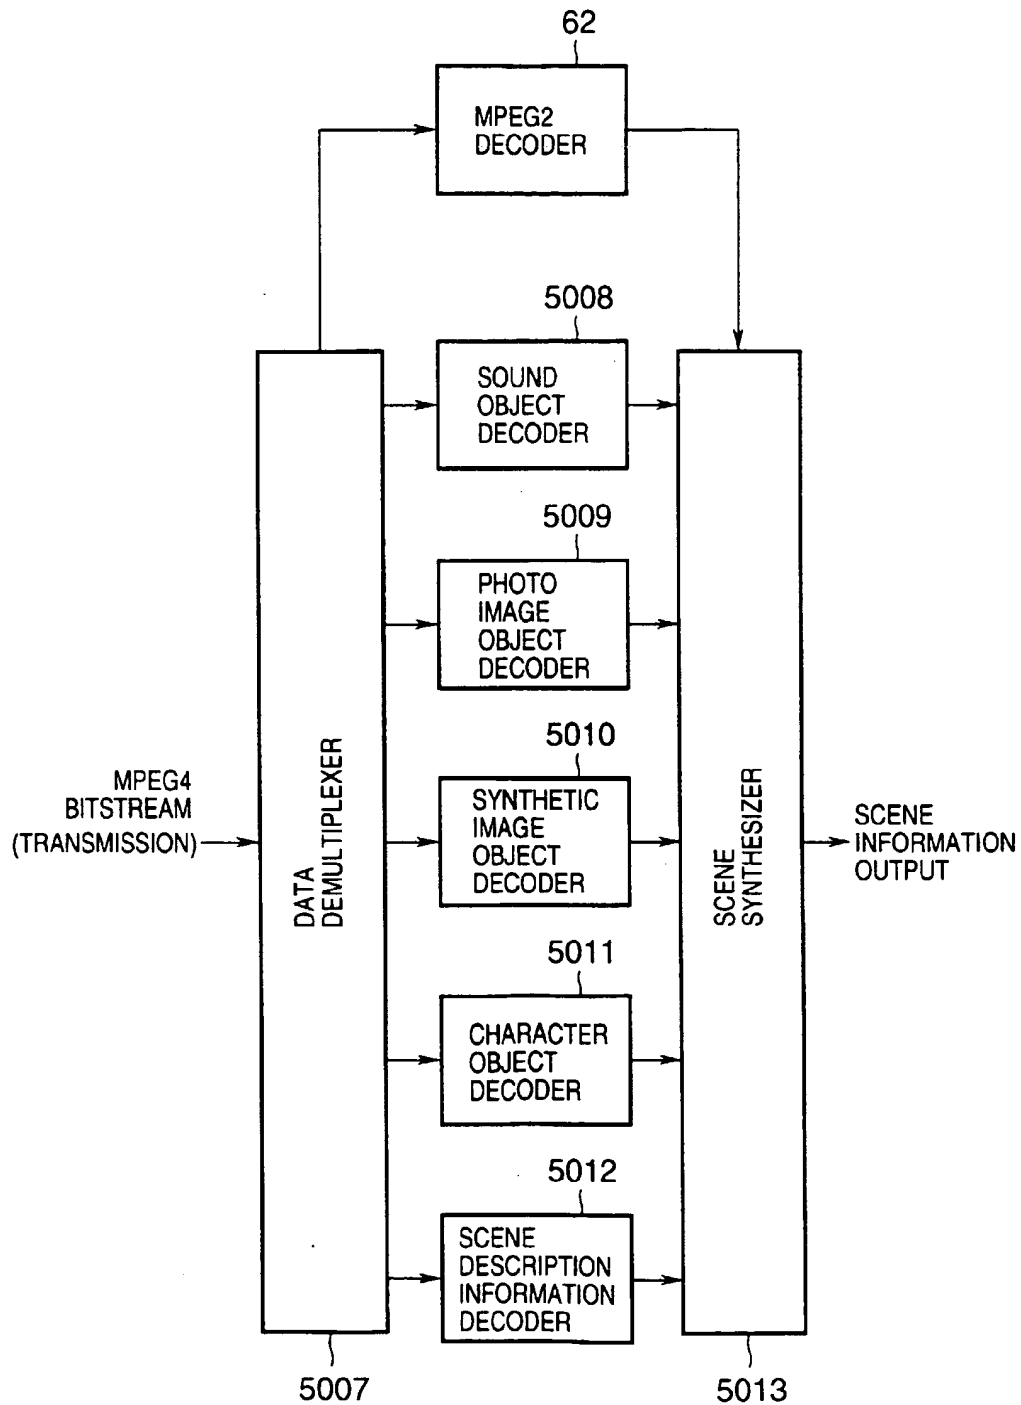 62
MPEG2
DECODER
5008
SOUND
OBJECT
DECODER
5009
PHOTO
IMAGE
OBJECT
DECODER
5010
SYNTHETIC
IMAGE
OBJECT
DECODER
5011
CHARACTER
OBJECT
DECODER
5012
SCENE
DESCRIPTION
INFORMATION
DECODER
MPEG4
BITSTREAM
(TRANSMISSION)
DATA
DEMULTIPLEXER
SCENE
SYNTHESIZER
SCENE
INFORMATION
OUTPUT
5007
5013